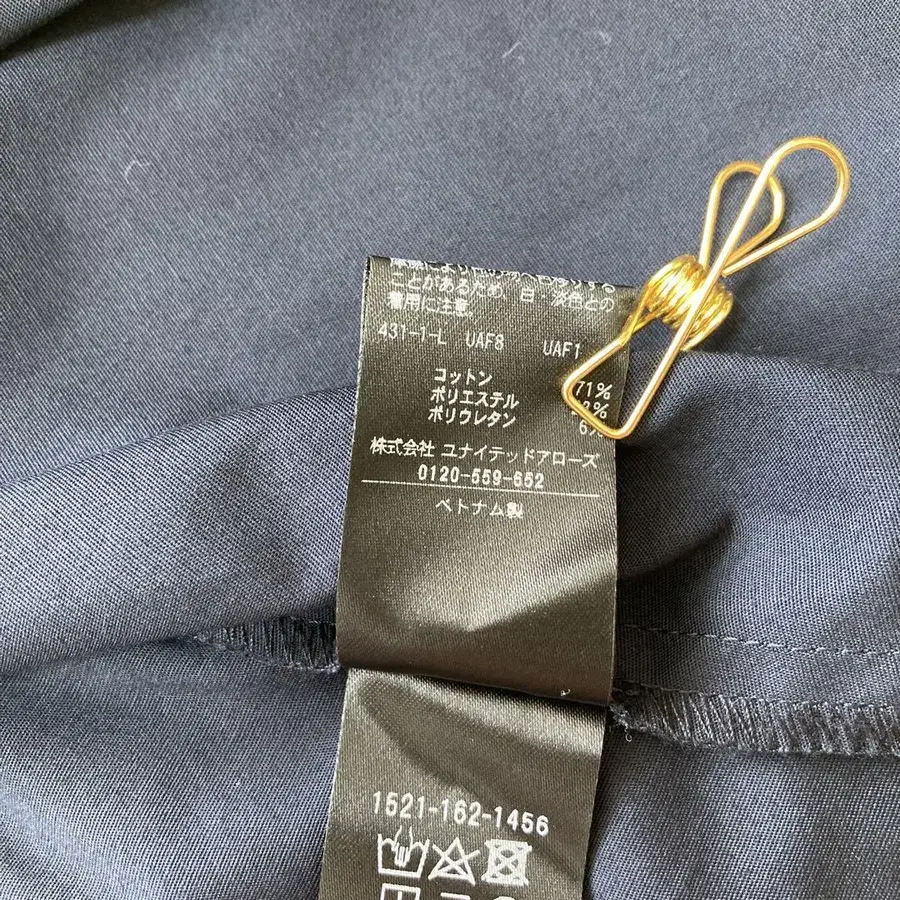 ことがあるため、白・淡色との
着用に注意。
431-1-L UAF8 UAF1
コットン 71%
ポリエステル
ポリウレタン
株式会社 ユナイテッドアローズ
0120-559-652
ベトナム製
1521-162-1456